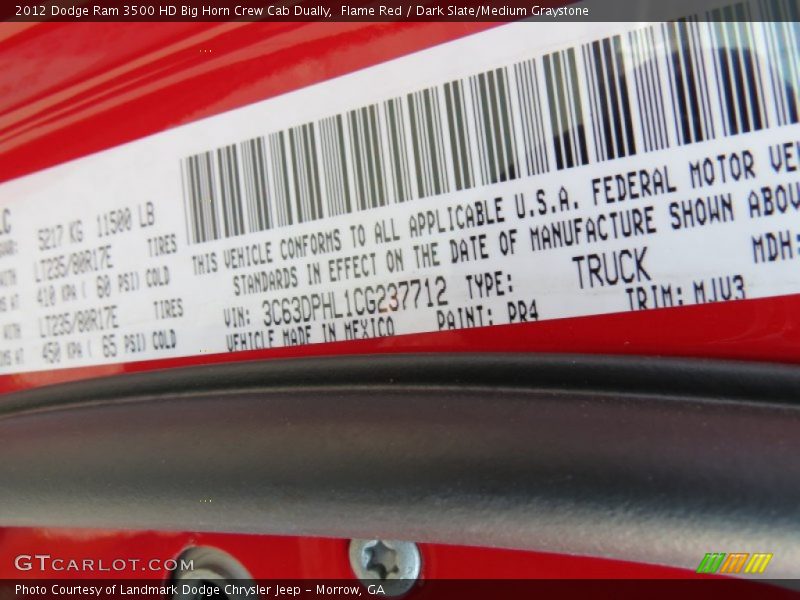 2012 Dodge Ram 3500 HD Big Horn Crew Cab Dually,  Flame Red / Dark Slate/Medium Graystone
5217 KG 11500 LB
LT235/80R17E TIRES
410 KPA ( 60 PSI) COLD
LT235/80R17E TIRES
450 KPA ( 65 PSI) COLD
THIS VEHICLE CONFORMS TO ALL APPLICABLE U.S.A. FEDERAL MOTOR
STANDARDS IN EFFECT ON THE DATE OF MANUFACTURE SHOWN
VIN: 3C63DPHL1CG237712 TYPE: TRUCK MDH:
VEHICLE MADE IN MEXICO PAINT: PR4 TRIM: MJV3
GTCARLOT.COM
Photo Courtesy of Landmark Dodge Chrysler Jeep - Morrow, GA